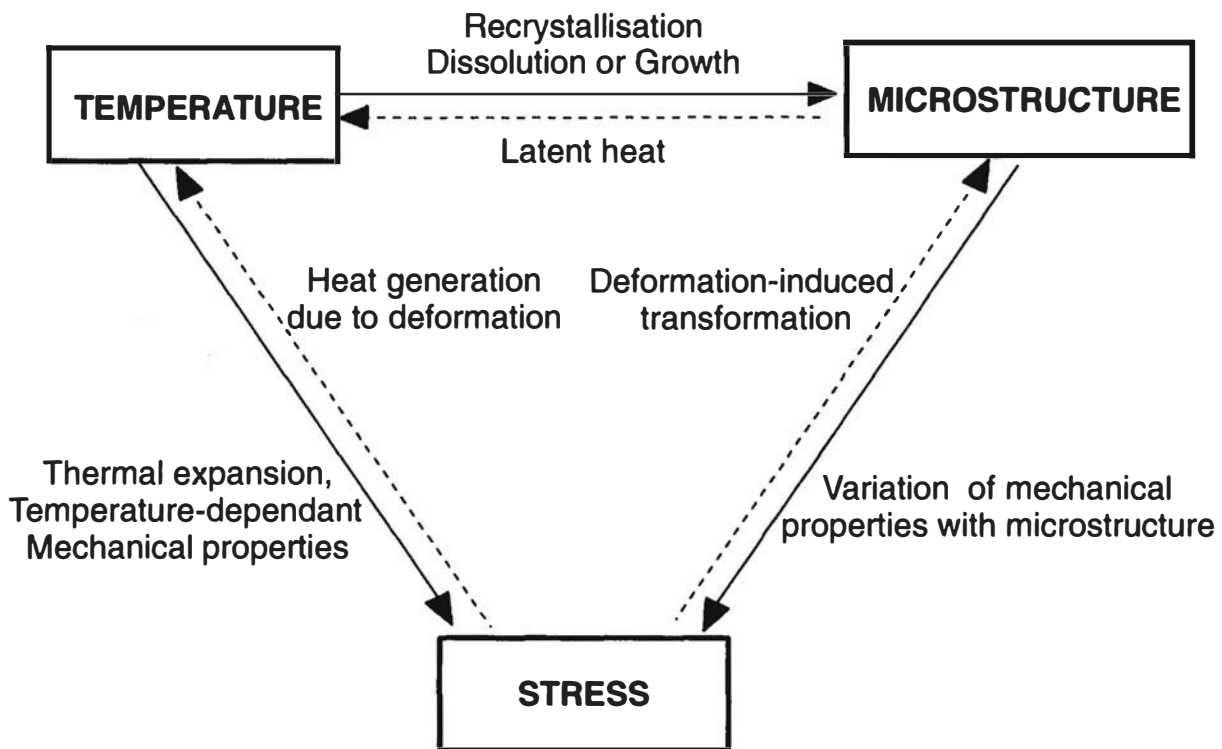 Recrystallisation
Dissolution or Growth
TEMPERATURE
MICROSTRUCTURE
Latent heat
Heat generation
due to deformation
Deformation-induced
transformation
Thermal expansion,
Temperature-dependant
Mechanical properties
Variation of mechanical
properties with microstructure
STRESS